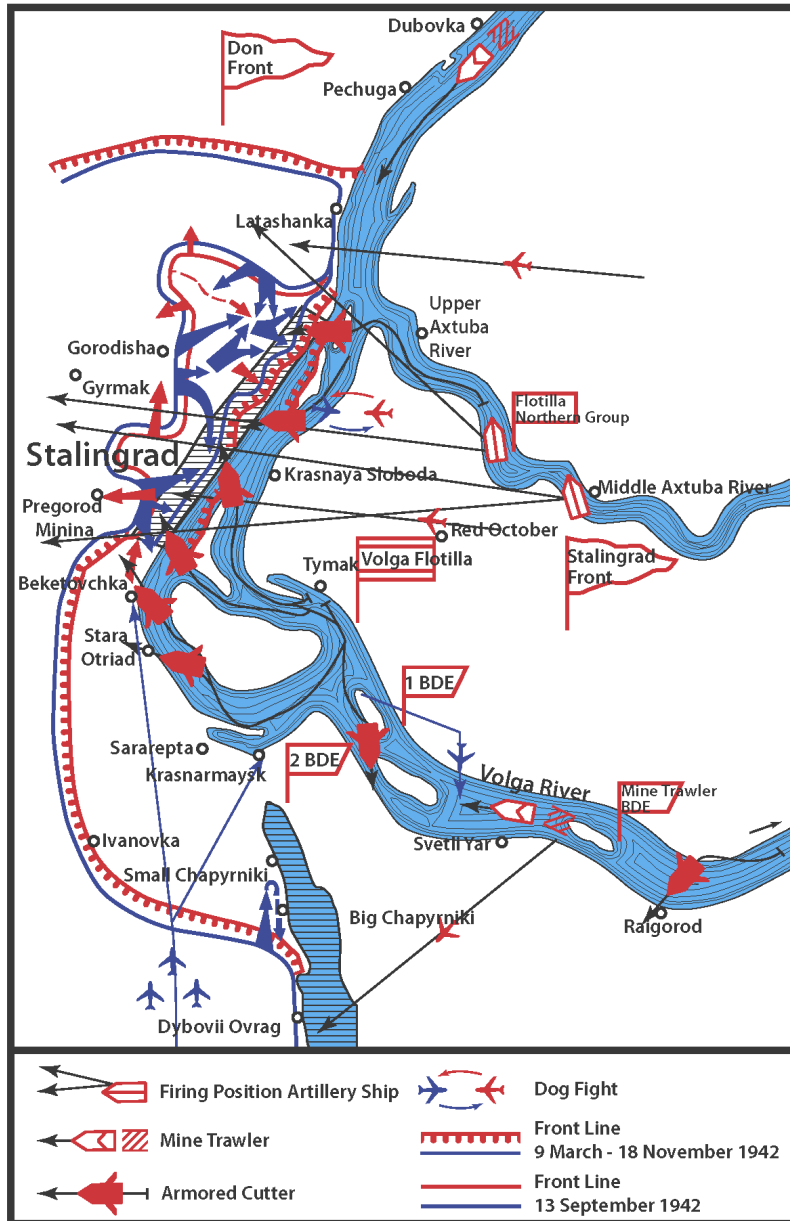 Dubovka
Don
Front
Pechuga
Latashanka
Upper
Axtuba
River
Gorodisha
Gyrmak
Flotilla
Northern Group
Stalingrad
Krasnaya Sloboda
Middle Axtuba River
Pregorod
Minina
Red October
Volga Flotilla
Stalingrad
Front
Tymak
Beketovchka
Stara
Otriad
1 BDE
Sararepta
2 BDE
Krasnarmaysk
Volga River
Mine Trawler
BDE
Ivanovka
Svetli Yar
Small Chapyrniki
Big Chapyrniki
Raigorod
Dybovii Ovrag
Firing Position Artillery Ship
Dog Fight
Mine Trawler
Front Line
9 March - 18 November 1942
Armored Cutter
Front Line
13 September 1942